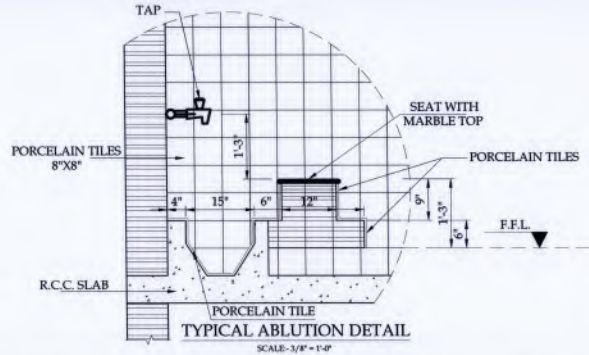 TAP
SEAT WITH
MARBLE TOP
PORCELAIN TILES
8"X8"
1'-3"
PORCELAIN TILES
4" 15" 6" 12"
9"
1'-3"
6"
F.F.L.
R.C.C. SLAB
PORCELAIN TILE
TYPICAL ABLUTION DETAIL
SCALE:- 3/8" = 1'-0"